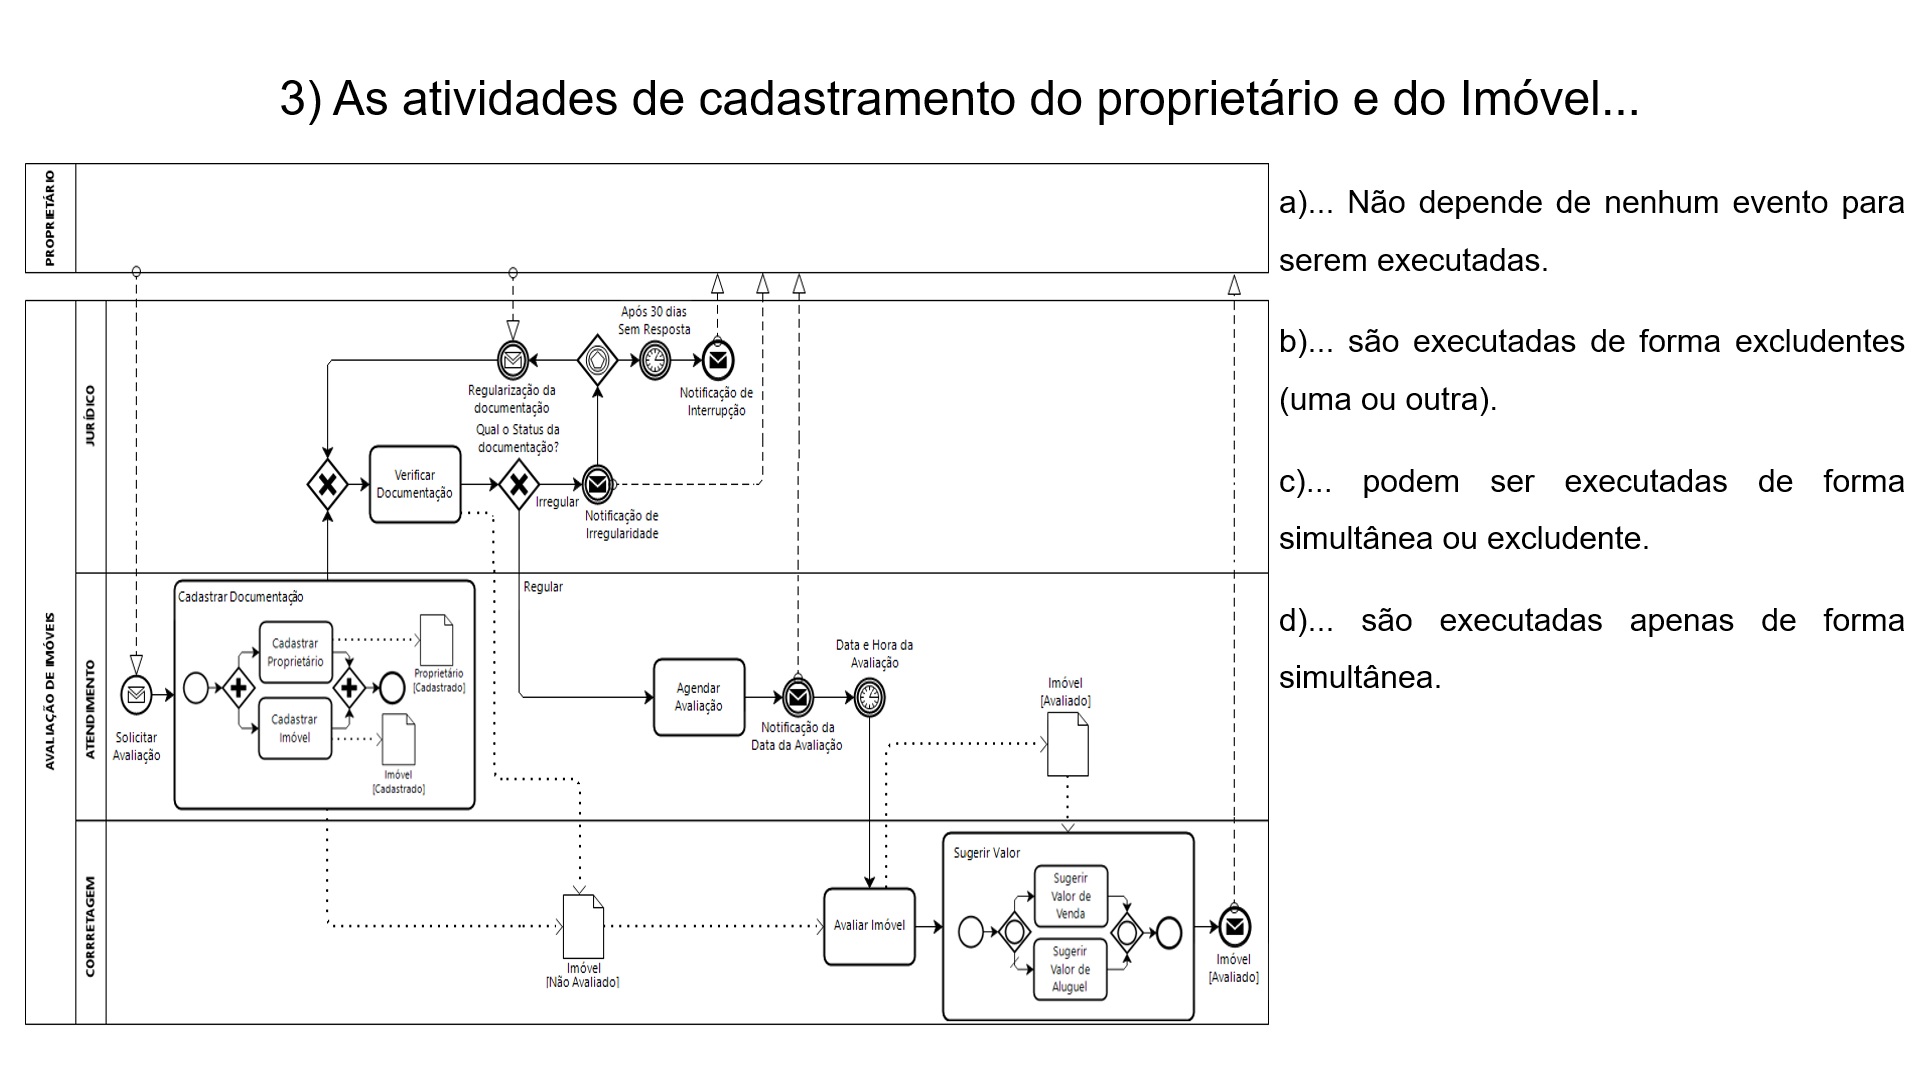 3) As atividades de cadastramento do proprietário e do Imóvel...
PROPRIETÁRIO
a)... Não depende de nenhum evento para
serem executadas.
b)... são executadas de forma excludentes
(uma ou outra).
c)... podem ser executadas de forma
simultânea ou excludente.
d)... são executadas apenas de forma
simultânea.
AVALIAÇÃO DE IMÓVEIS
JURÍDICO
Após 30 dias
Sem Resposta
Regularização da
documentação
Notificação de
Interrupção
Qual o Status da
documentação?
Verificar
Documentação
Irregular
Notificação de
Irregularidade
Regular
ATENDIMENTO
Solicitar
Avaliação
Cadastrar Documentação
Cadastrar
Proprietário
Proprietário
[Cadastrado]
Cadastrar
Imóvel
Imóvel
[Cadastrado]
Agendar
Avaliação
Notificação da
Data da Avaliação
Data e Hora da
Avaliação
Imóvel
[Avaliado]
CORRETAGEM
Imóvel
[Não Avaliado]
Avaliar Imóvel
Sugerir Valor
Sugerir
Valor de
Venda
Sugerir
Valor de
Aluguel
Imóvel
[Avaliado]